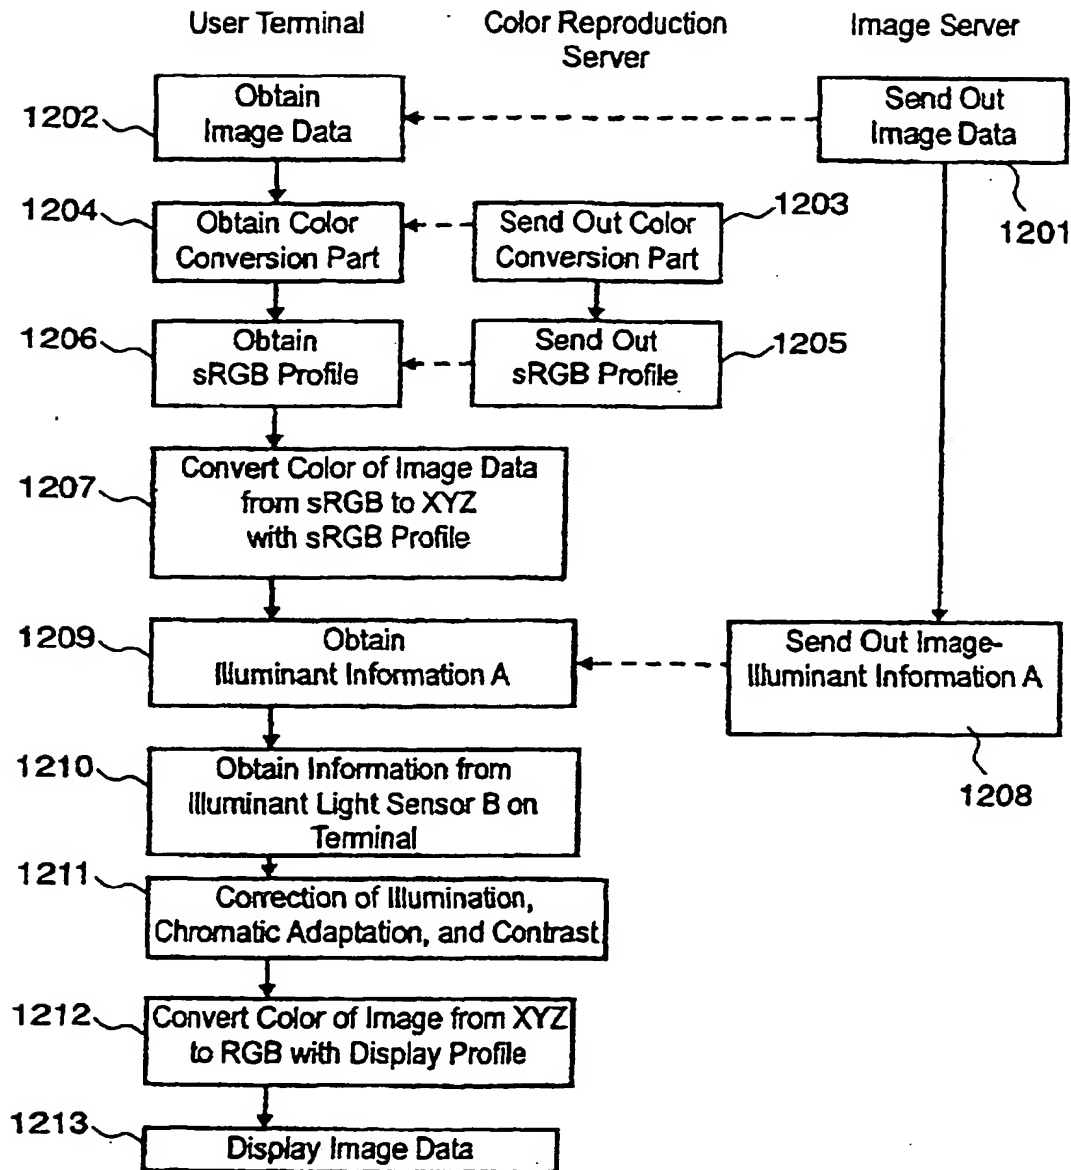 User Terminal
Color Reproduction
Server
Image Server
1202
Obtain
Image Data
Send Out
Image Data
1201
1204
Obtain Color
Conversion Part
Send Out Color
Conversion Part
1203
1206
Obtain
sRGB Profile
Send Out
sRGB Profile
1205
1207
Convert Color of Image Data
from sRGB to XYZ
with sRGB Profile
1209
Obtain
Illuminant Information A
Send Out Image-
Illuminant Information A
1208
1210
Obtain Information from
Illuminant Light Sensor B on
Terminal
1211
Correction of Illumination,
Chromatic Adaptation, and Contrast
1212
Convert Color of Image from XYZ
to RGB with Display Profile
1213
Display Image Data